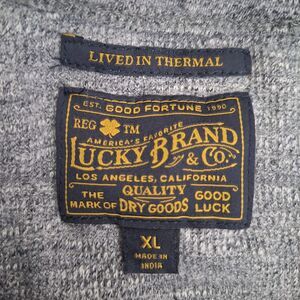 LIVED IN THERMAL
EST. GOOD FORTUNE 1990
REG TM
AMERICA'S FAVORITE
LUCKY BRAND
& CO.
LOS ANGELES, CALIFORNIA
THE MARK OF QUALITY DRY GOODS GOOD LUCK
XL
MADE IN
INDIA